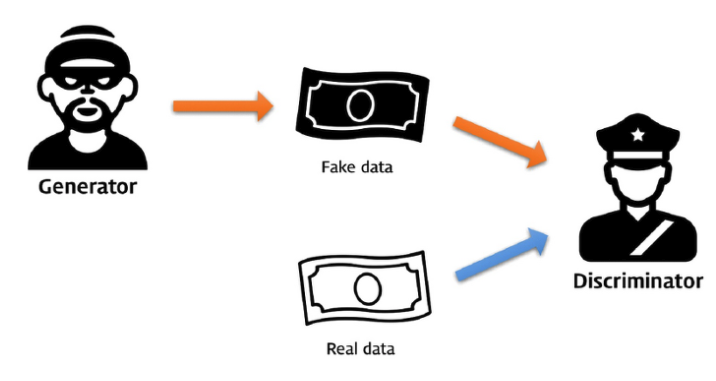 Generator
Fake data
Real data
Discriminator